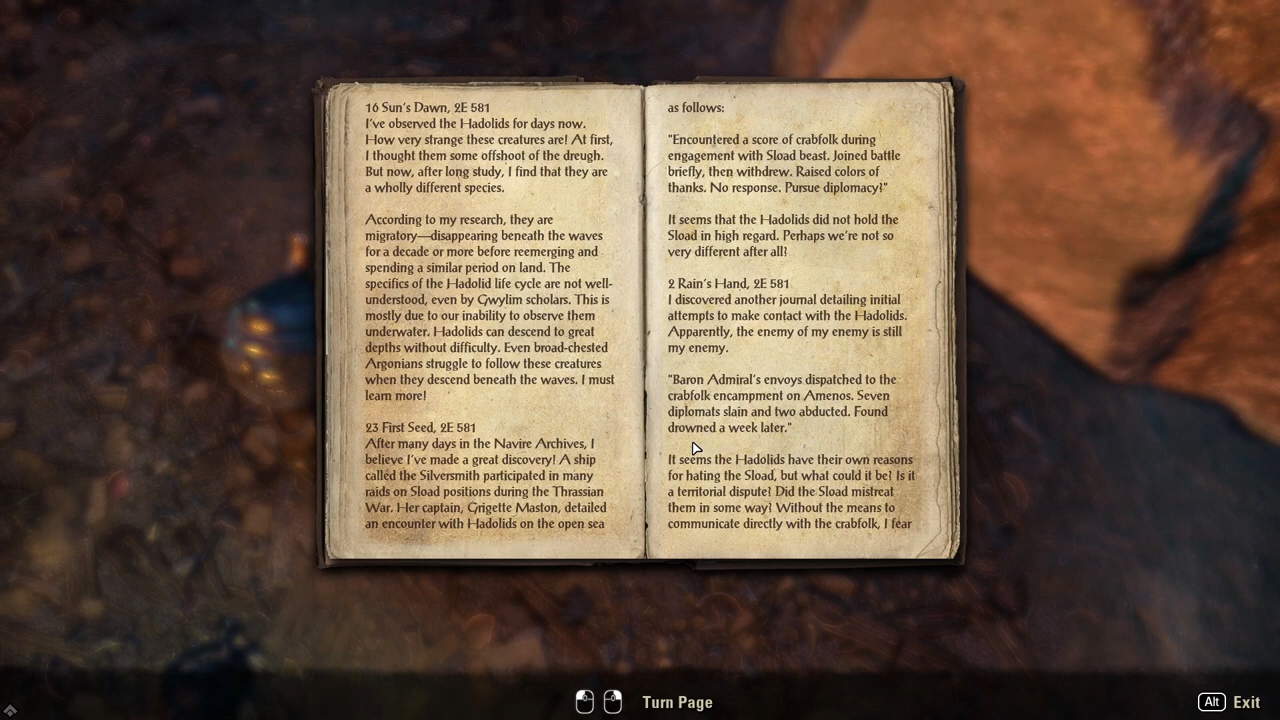 16 Sun's Dawn, 2E 581
I've observed the Hadolids for days now.
How very strange these creatures are! At first,
I thought them some offshoot of the dreugh.
But now, after long study, I find that they are
a wholly different species.
According to my research, they are
migratory—disappearing beneath the waves
for a decade or more before reemerging and
spending a similar period on land. The
specifics of the Hadolid life cycle are not well-
understood, even by Gwylim scholars. This is
mostly due to our inability to observe them
underwater. Hadolids can descend to great
depths without difficulty. Even broad-chested
Argonians struggle to follow these creatures
when they descend beneath the waves. I must
learn more!
23 First Seed, 2E 581
After many days in the Navire Archives, I
believe I've made a great discovery! A ship
called the Silversmith participated in many
raids on Sload positions during the Thrassian
War. Her captain, Grigette Maston, detailed
an encounter with Hadolids on the open sea
as follows:
"Encountered a score of crabfolk during
engagement with Sload beast. Joined battle
briefly, then withdrew. Raised colors of
thanks. No response. Pursue diplomacy?"
It seems that the Hadolids did not hold the
Sload in high regard. Perhaps we're not so
very different after all?
2 Rain's Hand, 2E 581
I discovered another journal detailing initial
attempts to make contact with the Hadolids.
Apparently, the enemy of my enemy is still
my enemy.
"Baron Admiral's envoys dispatched to the
crabfolk encampment on Amenos. Seven
diplomats slain and two abducted. Found
drowned a week later."
It seems the Hadolids have their own reasons
for hating the Sload, but what could it be? Is it
a territorial dispute? Did the Sload mistreat
them in some way? Without the means to
communicate directly with the crabfolk, I fear
Turn Page
Alt Exit